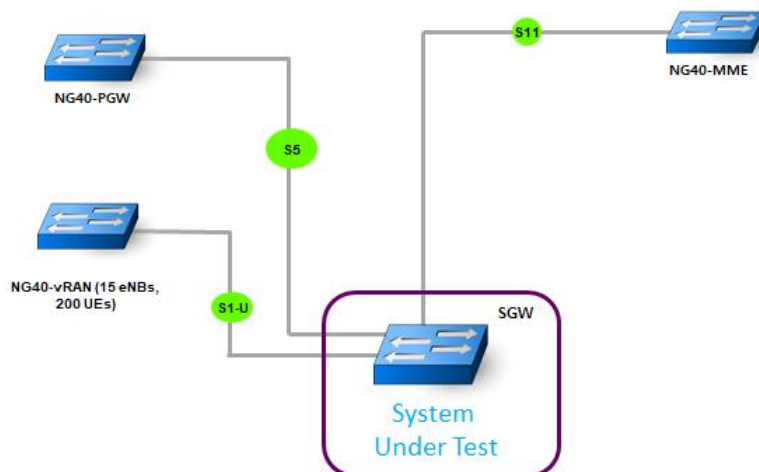 S11
NG40-MME
NG40-PGW
S5
NG40-vRAN (15 eNBs,
200 UEs)
S1-U
SGW
System
Under Test